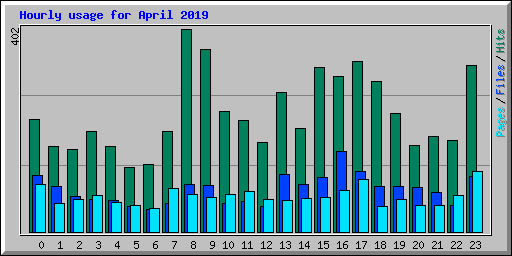 Hourly usage for April 2019
402
Pages / Files / Hits
0 1 2 3 4 5 6 7 8 9 10 11 12 13 14 15 16 17 18 19 20 21 22 23